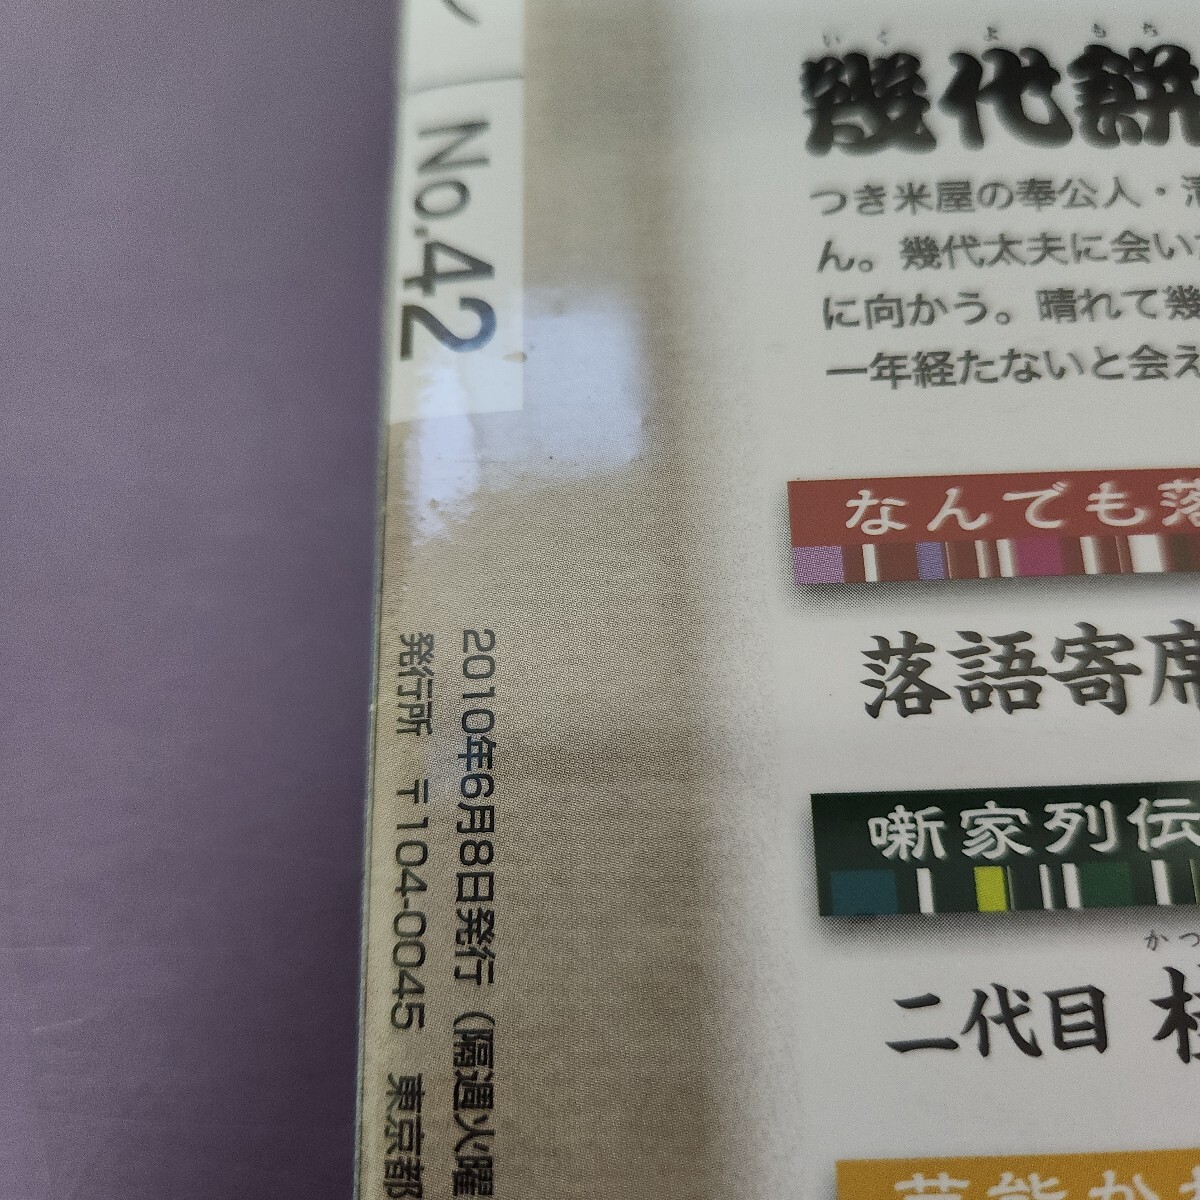 No.42
2010年6月8日発行（隔週火曜
発行所 〒104-0045 東京都
いくよもち
幾代餅
つき米屋の奉公人・清
ん。幾代太夫に会いた
に向かう。晴れて幾
一年経たないと会え
なんでも落
落語寄席
噺家列伝
かつ
二代目 桂
芸能か